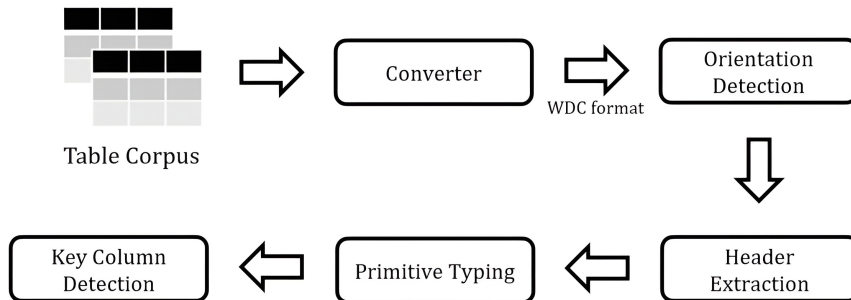 Table Corpus
Converter
WDC format
Orientation
Detection
Header
Extraction
Primitive Typing
Key Column
Detection